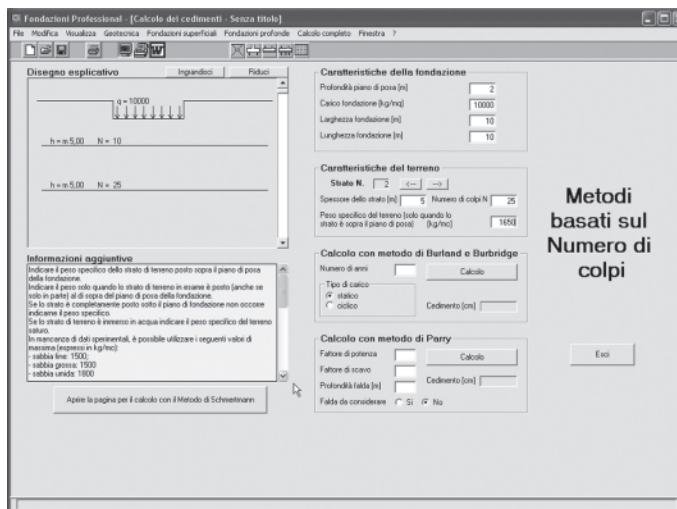 Fondazioni Professional - [Calcolo dei cedimenti - Senza titolo]
File Modifica Visualizza Geotecnica Fondazioni superficiali Fondazioni profonde Calcolo completo Finestra ?
Disegno esplicativo
Ingrandisci
Riduci
q = 10000
h = m 5,00 N = 10
h = m 5,00 N = 25
Informazioni aggiuntive
Indicare il peso specifico dello strato di terreno posto sopra il piano di posa
della fondazione.
Indicare il peso solo quando lo strato di terreno in esame è posto (anche se
solo in parte) al di sopra del piano di posa della fondazione.
Se lo strato è completamente posto sotto il piano di fondazione non occorre
indicarne il peso specifico.
Se lo strato di terreno è immerso in acqua indicare il peso specifico del terreno
saturo.
In mancanza di dati sperimentali, è possibile utilizzare i seguenti valori di
massima (espressi in kg/mc):
- sabbia fine: 1500;
- sabbia grossa: 1500
- sabbia umida: 1800
Aprire la pagina per il calcolo con il Metodo di Schmertmann
Caratteristiche della fondazione
Profondità piano di posa [m] 2
Carico fondazione [kg/mq] 10000
Larghezza fondazione [m] 10
Lunghezza fondazione [m] 10
Caratteristiche del terreno
Strato N. 2 <-- -->
Spessore dello strato [m] 5 Numero di colpi N 25
Peso specifico del terreno (solo quando lo
strato è sopra il piano di posa) (kg/mc) 1650
Calcolo con metodo di Burland e Burbridge
Numero di anni
Calcolo
Tipo di carico
statico
ciclico
Cedimento [cm]
Calcolo con metodo di Parry
Fattore di potenza
Calcolo
Fattore di scavo
Profondità falda [m]
Cedimento [cm]
Falda da considerare Sì No
Metodi
basati sul
Numero di
colpi
Esci